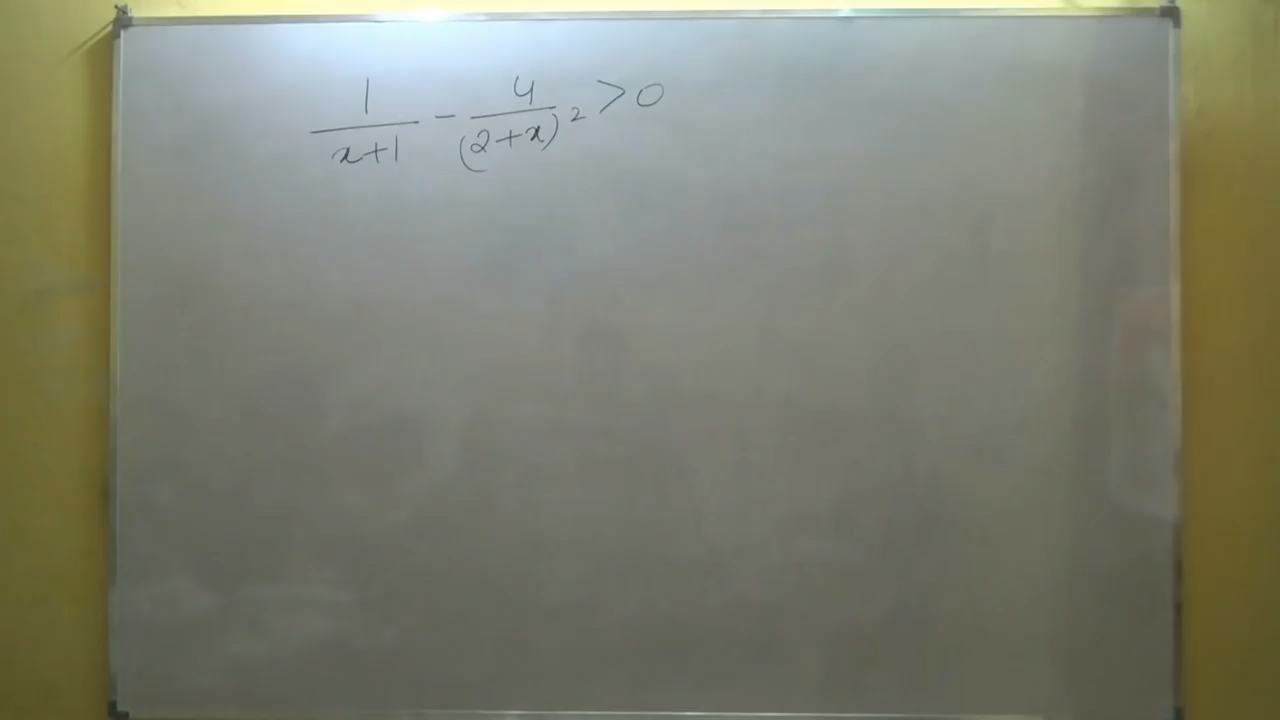 1/(x+1) - 4/(2+x)² > 0